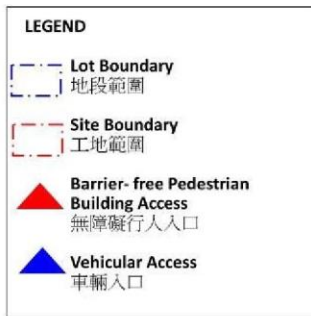 LEGEND
Lot Boundary
地段範圍
Site Boundary
工地範圍
Barrier- free Pedestrian
Building Access
無障礙行人入口
Vehicular Access
車輛入口